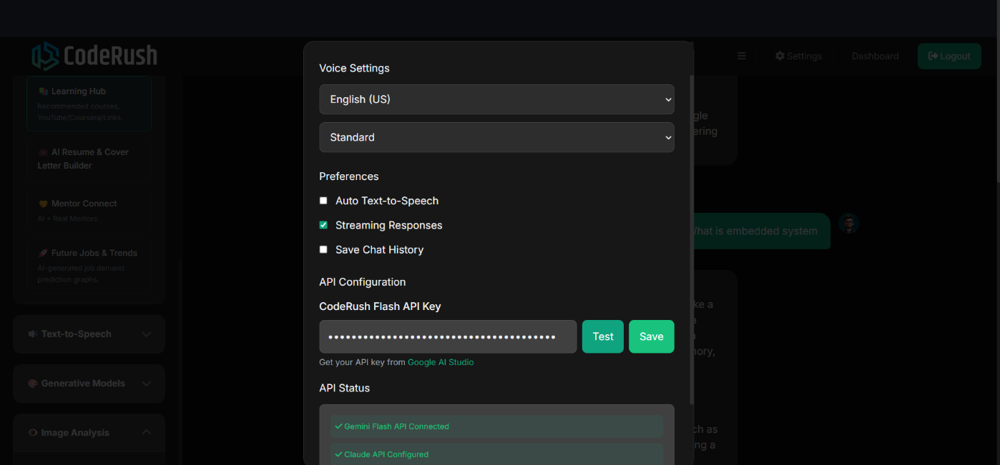 CodeRush
☰
Settings
Dashboard
Logout
Learning Hub
Recommended courses,
YouTube/Coursera/Links.
AI Resume & Cover
Letter Builder
Mentor Connect
AI + Real Mentors.
Future Jobs & Trends
AI-generated job demand
prediction graphs.
Text-to-Speech
Generative Models
Image Analysis
Voice Settings
English (US)
Standard
Preferences
Auto Text-to-Speech
Streaming Responses
Save Chat History
API Configuration
CodeRush Flash API Key
Test
Save
Get your API key from Google AI Studio
API Status
Gemini Flash API Connected
Claude API Configured
gle
ering
hat is embedded system
ke a
ory,
ch as
ng a